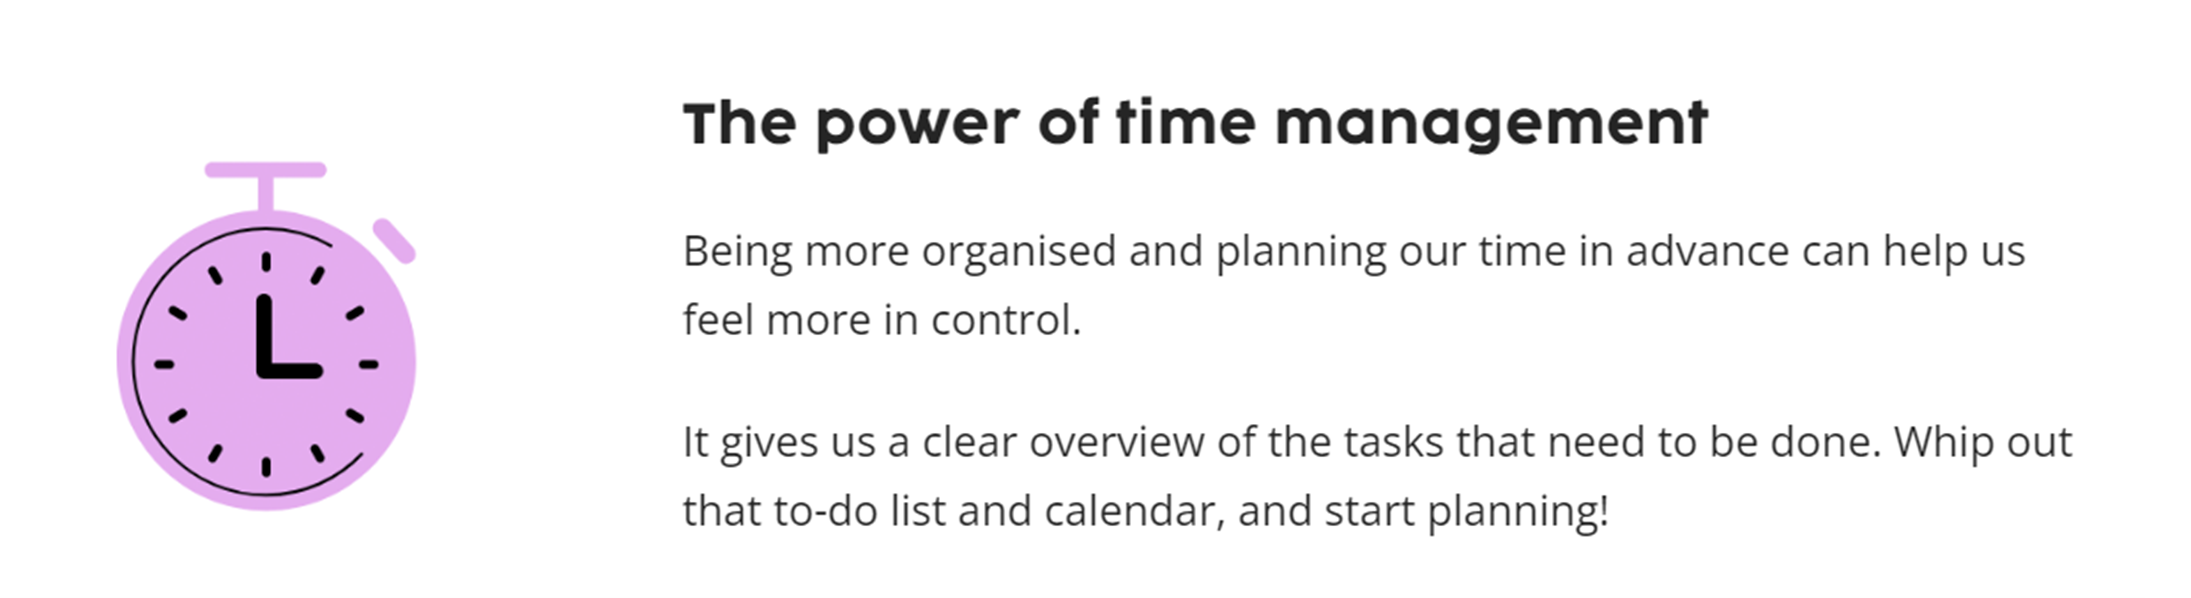 The power of time management
Being more organised and planning our time in advance can help us
feel more in control.
It gives us a clear overview of the tasks that need to be done. Whip out
that to-do list and calendar, and start planning!